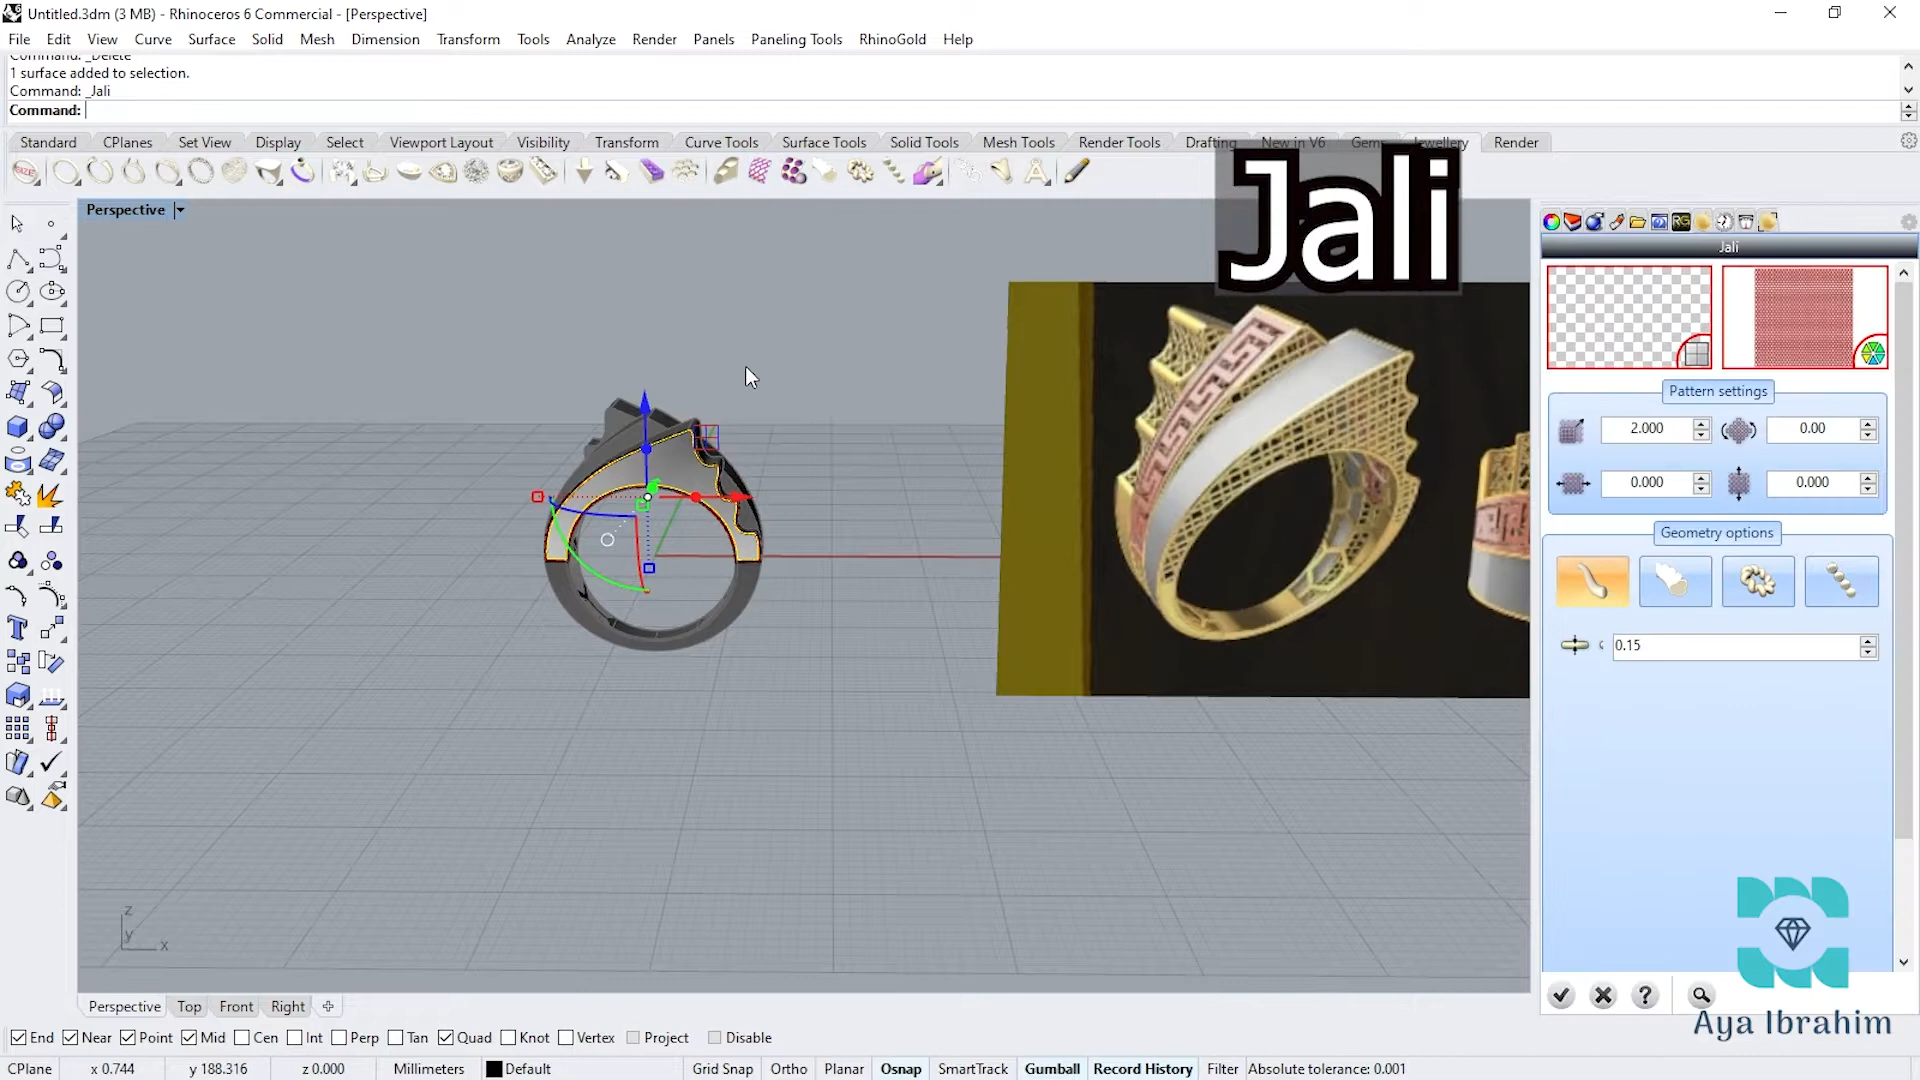 Untitled.3dm (3 MB) - Rhinoceros 6 Commercial - [Perspective]
File Edit View Curve Surface Solid Mesh Dimension Transform Tools Analyze Render Panels Paneling Tools RhinoGold Help
Command: _Delete
1 surface added to selection.
Command: _Jali
Command:
Standard CPlanes Set View Display Select Viewport Layout Visibility Transform Curve Tools Surface Tools Solid Tools Mesh Tools Render Tools Drafting New in V6 Gems Jewellery Render
SIZE
Jali
Perspective
RG
Jali
Pattern settings
2.000 0.00
0.000 0.000
Geometry options
0.15
z
y x
Aya Ibrahim
Perspective Top Front Right
End Near Point Mid Cen Int Perp Tan Quad Knot Vertex Project Disable
CPlane x 0.744 y 188.316 z 0.000 Millimeters Default Grid Snap Ortho Planar Osnap SmartTrack Gumball Record History Filter Absolute tolerance: 0.001